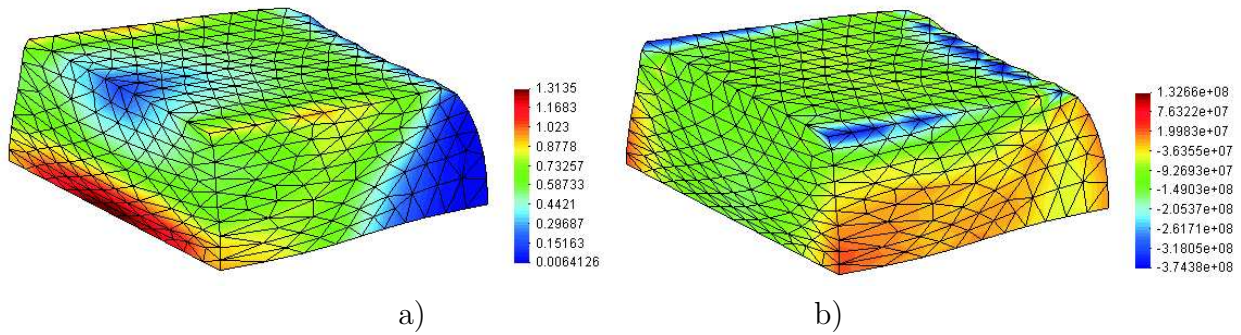 1.3135
1.1683
1.023
0.8778
0.73257
0.58733
0.4421
0.29687
0.15163
0.0064126
a)
1.3266e+08
7.6322e+07
1.9983e+07
-3.6355e+07
-9.2693e+07
-1.4903e+08
-2.0537e+08
-2.6171e+08
-3.1805e+08
-3.7438e+08
b)